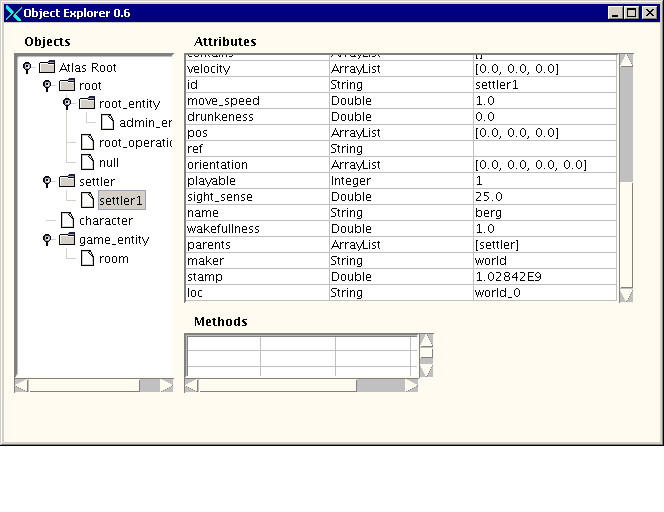 Object Explorer 0.6
Objects
Atlas Root
root
root_entity
admin_er
root_operatio
null
settler
settler1
character
game_entity
room
Attributes
contains ArrayList []
velocity ArrayList [0.0, 0.0, 0.0]
id String settler1
move_speed Double 1.0
drunkeness Double 0.0
pos ArrayList [0.0, 0.0, 0.0]
ref String
orientation ArrayList [0.0, 0.0, 0.0, 0.0]
playable Integer 1
sight_sense Double 25.0
name String berg
wakefullness Double 1.0
parents ArrayList [settler]
maker String world
stamp Double 1.02842E9
loc String world_0
Methods